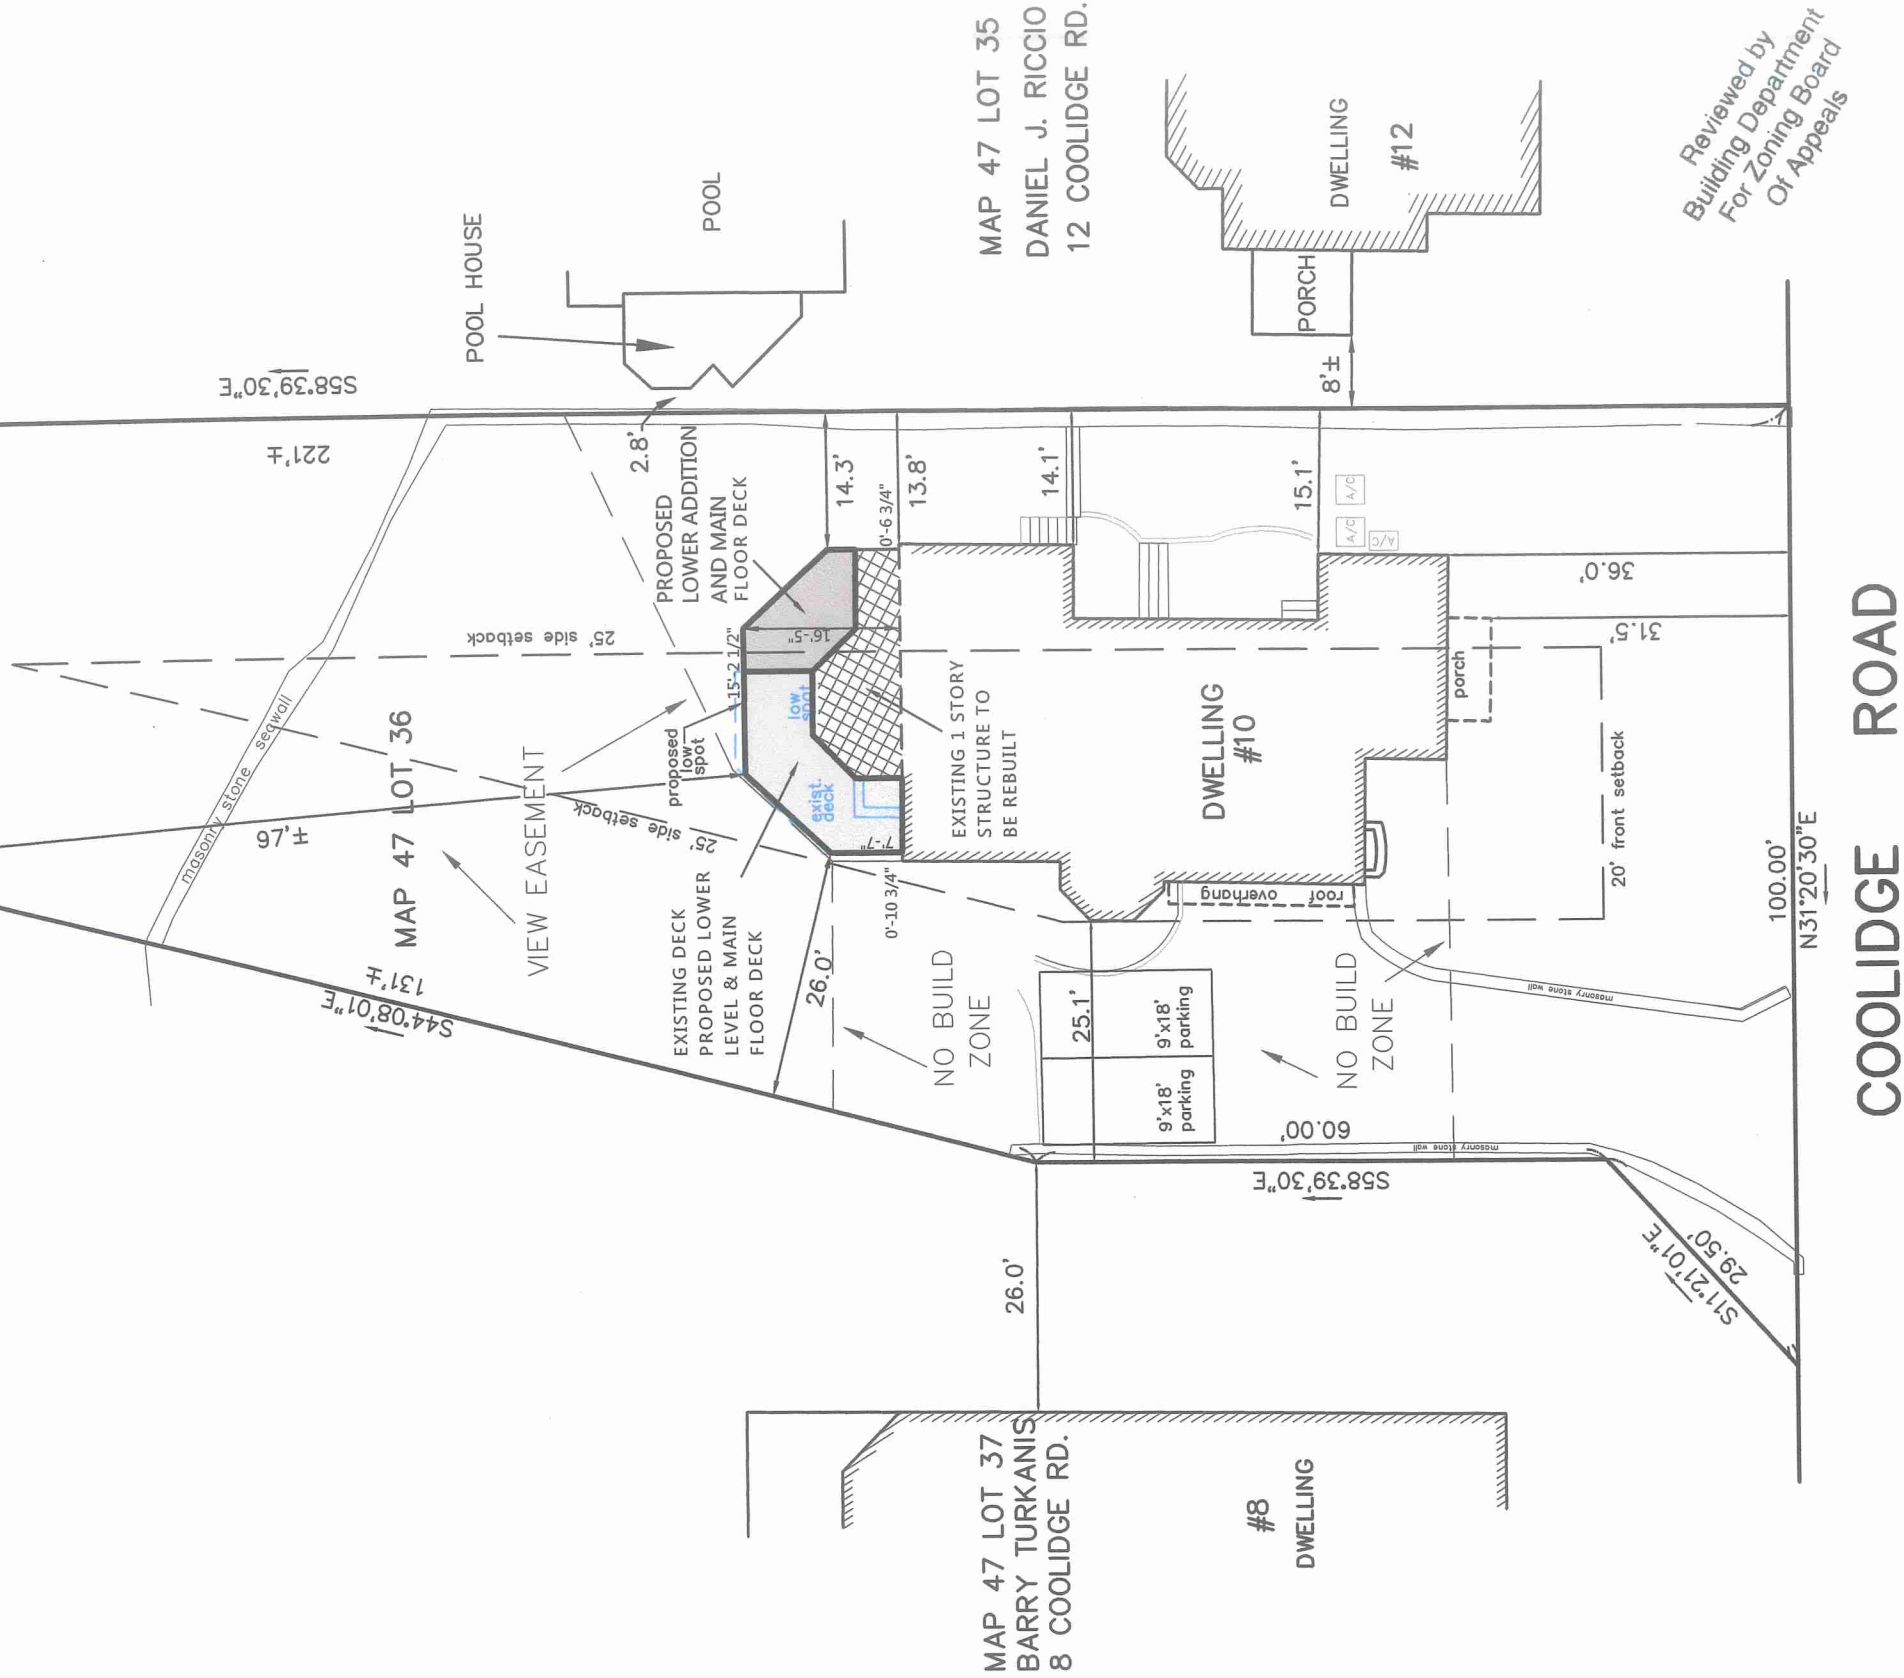 MAP 47 LOT 35
DANIEL J. RICCIO
12 COOLIDGE RD.
Reviewed by
Building Department
For Zoning Board
Of Appeals
DWELLING
#12
PORCH
8'±
POOL
POOL HOUSE
2.8'
S58°39'30"E
221'±
PROPOSED
LOWER ADDITION
AND MAIN
FLOOR DECK
14.3'
13.8'
14.1'
15.1'
0'-6 3/4"
A/C
A/C
A/C
36.0'
31.5'
25' side setback
15'-2 1/2"
16'-5"
low
spot
proposed
low
spot
exist.
deck
7'-7"
0'-10 3/4"
masonry stone seawall
MAP 47 LOT 36
97'±
25' side setback
VIEW EASEMENT
EXISTING 1 STORY
STRUCTURE TO
BE REBUILT
DWELLING
#10
porch
20' front setback
roof overhang
EXISTING DECK
PROPOSED LOWER
LEVEL & MAIN
FLOOR DECK
131'±
S44°08'01"E
26.0'
NO BUILD
ZONE
NO BUILD
ZONE
25.1'
9'x18'
parking
9'x18'
parking
masonry stone wall
60.00'
masonry stone wall
S58°39'30"E
S11°21'01"E
29.50'
26.0'
100.00'
N31°20'30"E
COOLIDGE ROAD
MAP 47 LOT 37
BARRY TURKANIS
8 COOLIDGE RD.
#8
DWELLING